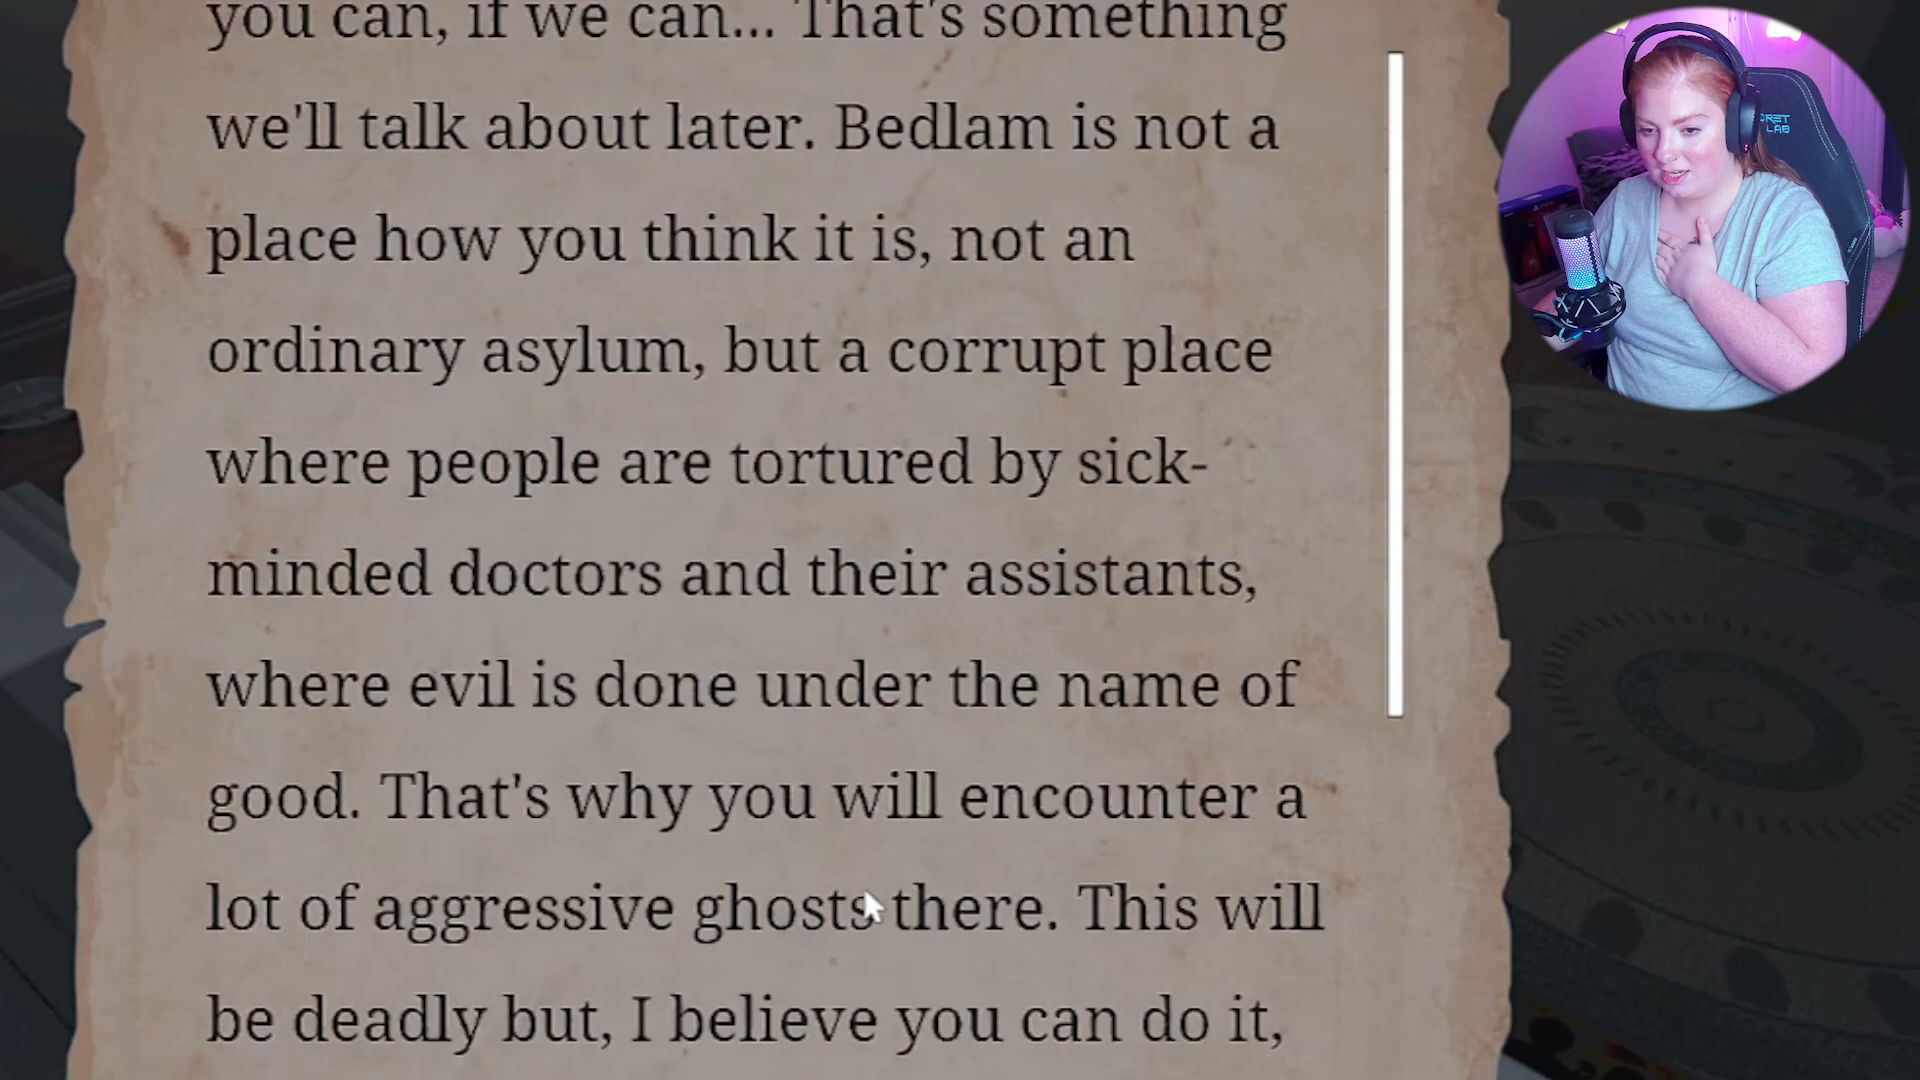 you can, if we can... That's something
we'll talk about later. Bedlam is not a
place how you think it is, not an
ordinary asylum, but a corrupt place
where people are tortured by sick-
minded doctors and their assistants,
where evil is done under the name of
good. That's why you will encounter a
lot of aggressive ghosts there. This will
be deadly but, I believe you can do it,
CRET
LAB